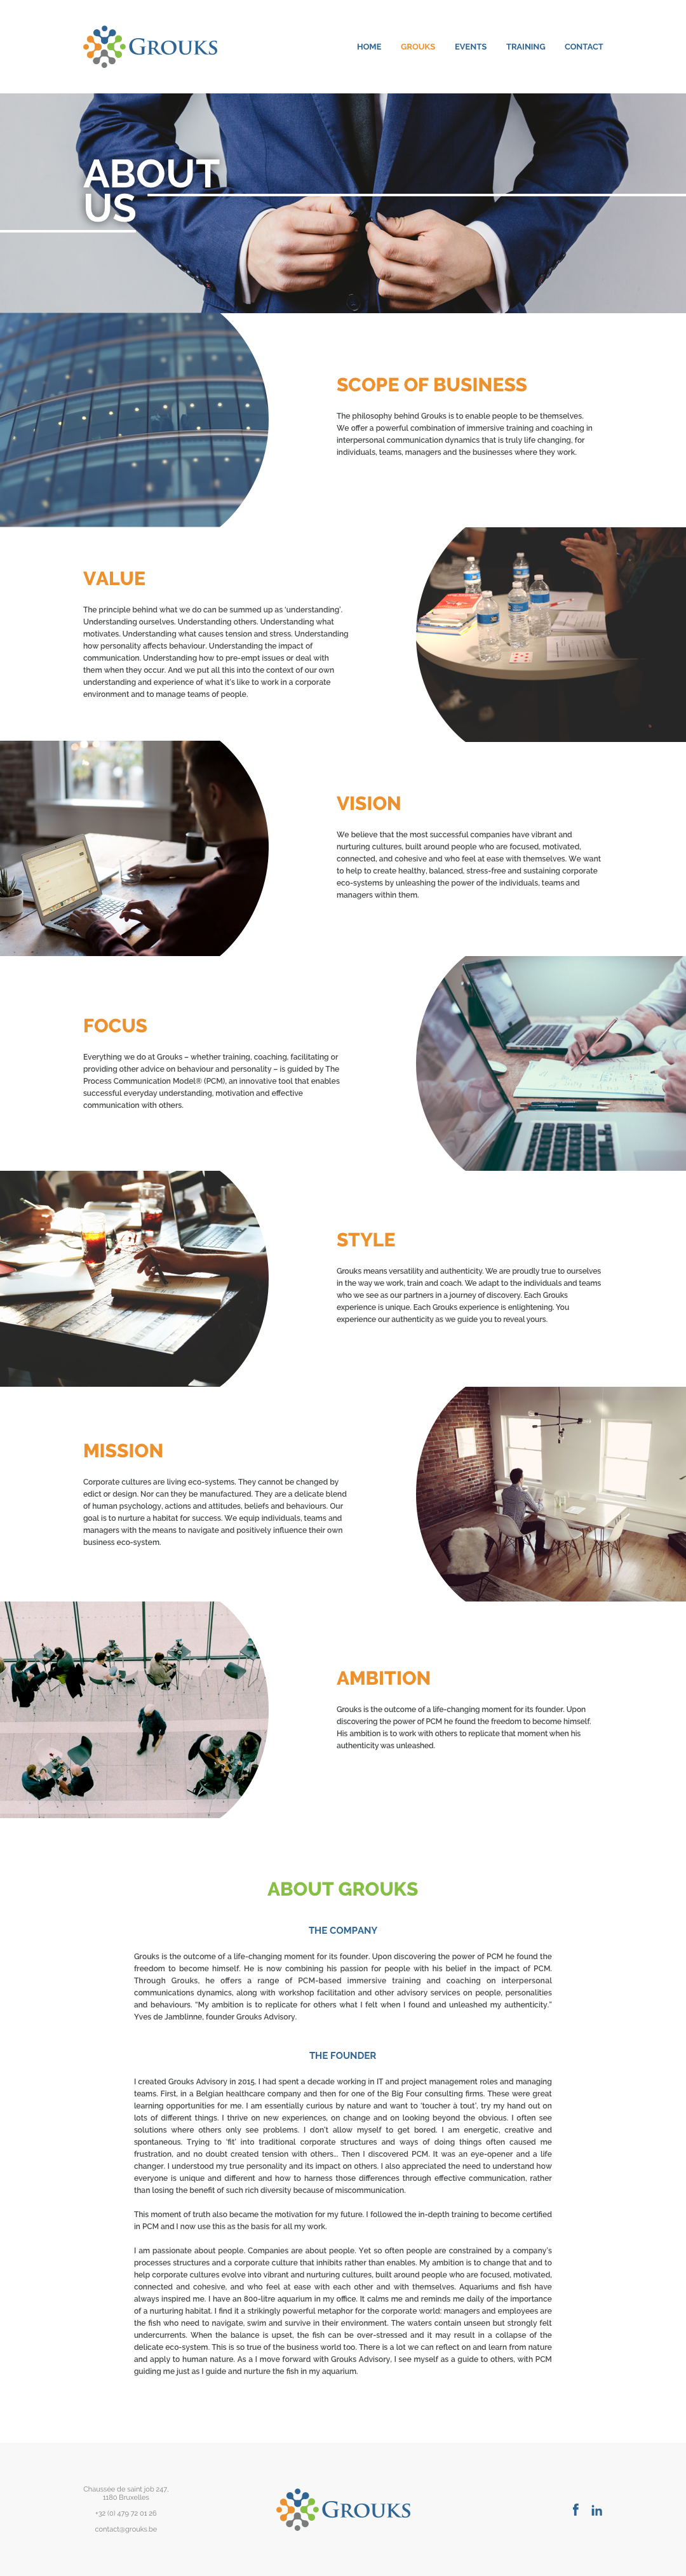 GROUKS
HOME GROUKS EVENTS TRAINING CONTACT
ABOUT
US
SCOPE OF BUSINESS
The philosophy behind Grouks is to enable people to be themselves.
We offer a powerful combination of immersive training and coaching in
interpersonal communication dynamics that is truly life changing, for
individuals, teams, managers and the businesses where they work.
VALUE
The principle behind what we do can be summed up as ‘understanding’.
Understanding ourselves. Understanding others. Understanding what
motivates. Understanding what causes tension and stress. Understanding
how personality affects behaviour. Understanding the impact of
communication. Understanding how to pre-empt issues or deal with
them when they occur. And we put all this into the context of our own
understanding and experience of what it's like to work in a corporate
environment and to manage teams of people.
VISION
We believe that the most successful companies have vibrant and
nurturing cultures, built around people who are focused, motivated,
connected, and cohesive and who feel at ease with themselves. We want
to help to create healthy, balanced, stress-free and sustaining corporate
eco-systems by unleashing the power of the individuals, teams and
managers within them.
FOCUS
Everything we do at Grouks – whether training, coaching, facilitating or
providing other advice on behaviour and personality – is guided by The
Process Communication Model® (PCM), an innovative tool that enables
successful everyday understanding, motivation and effective
communication with others.
STYLE
Grouks means versatility and authenticity. We are proudly true to ourselves
in the way we work, train and coach. We adapt to the individuals and teams
who we see as our partners in a journey of discovery. Each Grouks
experience is unique. Each Grouks experience is enlightening. You
experience our authenticity as we guide you to reveal yours.
MISSION
Corporate cultures are living eco-systems. They cannot be changed by
edict or design. Nor can they be manufactured. They are a delicate blend
of human psychology, actions and attitudes, beliefs and behaviours. Our
goal is to nurture a habitat for success. We equip individuals, teams and
managers with the means to navigate and positively influence their own
business eco-system.
AMBITION
Grouks is the outcome of a life-changing moment for its founder. Upon
discovering the power of PCM he found the freedom to become himself.
His ambition is to work with others to replicate that moment when his
authenticity was unleashed.
ABOUT GROUKS
THE COMPANY
Grouks is the outcome of a life-changing moment for its founder. Upon discovering the power of PCM he found the
freedom to become himself. He is now combining his passion for people with his belief in the impact of PCM.
Through Grouks, he offers a range of PCM-based immersive training and coaching on interpersonal
communications dynamics, along with workshop facilitation and other advisory services on people, personalities
and behaviours. “My ambition is to replicate for others what I felt when I found and unleashed my authenticity.”
Yves de Jamblinne, founder Grouks Advisory.
THE FOUNDER
I created Grouks Advisory in 2015. I had spent a decade working in IT and project management roles and managing
teams. First, in a Belgian healthcare company and then for one of the Big Four consulting firms. These were great
learning opportunities for me. I am essentially curious by nature and want to ‘toucher à tout’, try my hand out on
lots of different things. I thrive on new experiences, on change and on looking beyond the obvious. I often see
solutions where others only see problems. I don't allow myself to get bored. I am energetic, creative and
spontaneous. Trying to ‘fit’ into traditional corporate structures and ways of doing things often caused me
frustration, and no doubt created tension with others... Then I discovered PCM. It was an eye-opener and a life
changer. I understood my true personality and its impact on others. I also appreciated the need to understand how
everyone is unique and different and how to harness those differences through effective communication, rather
than losing the benefit of such rich diversity because of miscommunication.
This moment of truth also became the motivation for my future. I followed the in-depth training to become certified
in PCM and I now use this as the basis for all my work.
I am passionate about people. Companies are about people. Yet so often people are constrained by a company's
processes structures and a corporate culture that inhibits rather than enables. My ambition is to change that and to
help corporate cultures evolve into vibrant and nurturing cultures, built around people who are focused, motivated,
connected and cohesive, and who feel at ease with each other and with themselves. Aquariums and fish have
always inspired me. I have an 800-litre aquarium in my office. It calms me and reminds me daily of the importance
of a nurturing habitat. I find it a strikingly powerful metaphor for the corporate world: managers and employees are
the fish who need to navigate, swim and survive in their environment. The waters contain unseen but strongly felt
undercurrents. When the balance is upset, the fish can be over-stressed and it may result in a collapse of the
delicate eco-system. This is so true of the business world too. There is a lot we can reflect on and learn from nature
and apply to human nature. As a I move forward with Grouks Advisory, I see myself as a guide to others, with PCM
guiding me just as I guide and nurture the fish in my aquarium.
Chaussée de saint job 247,
1180 Bruxelles
+32 (0) 479 72 01 26
contact@grouks.be
GROUKS
f in